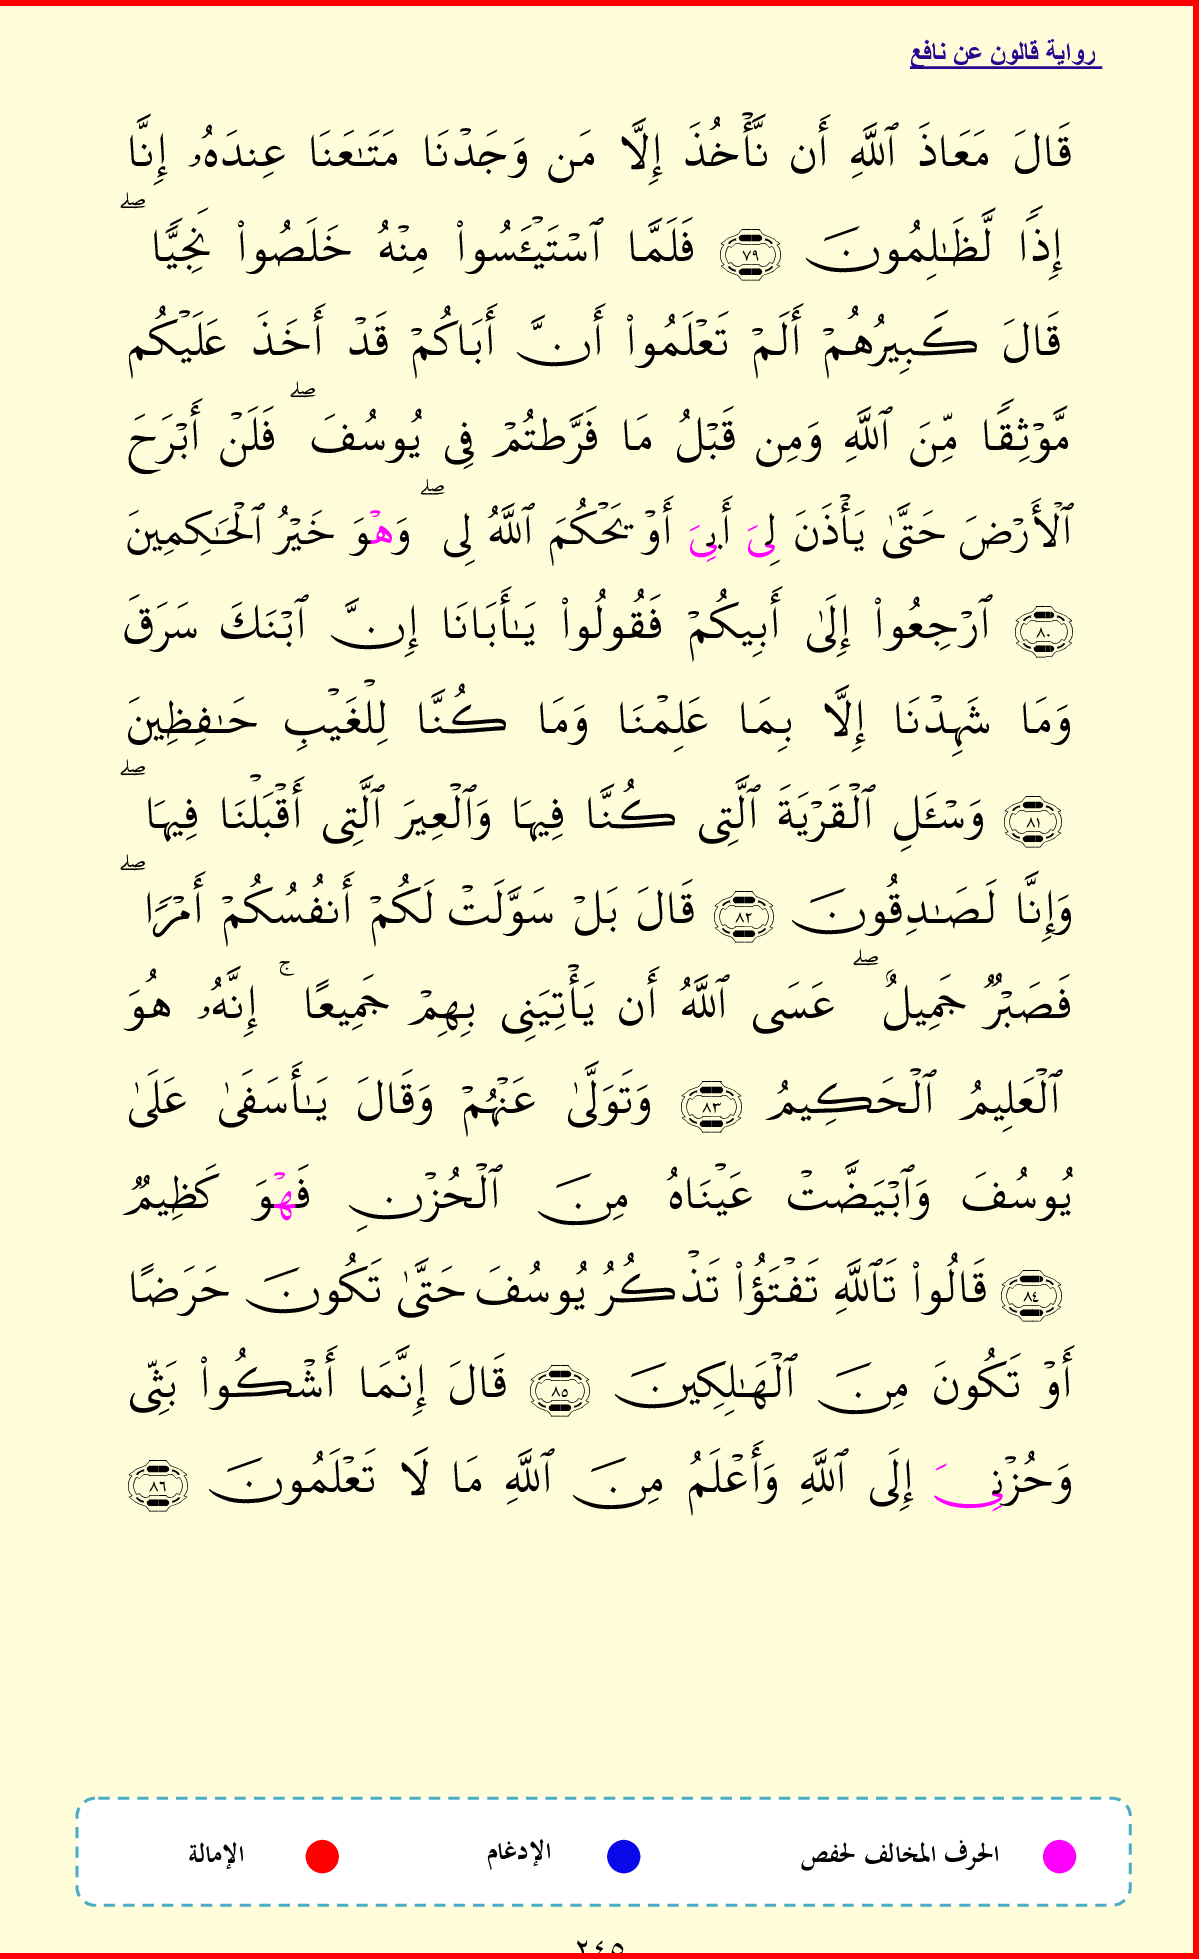 رواية قالون عن نافع
قَالَ مَعَاذَ ٱللَّهِ أَن نَّأۡخُذَ إِلَّا مَن وَجَدۡنَا مَتَٰعَنَا عِندَهُۥ إِنَّا
إِذٗا لَّظَٰلِمُونَ ٧٩ فَلَمَّا ٱسۡتَيۡـَٔسُواْ مِنۡهُ خَلَصُواْ نَجِيّٗاۖ
قَالَ كَبِيرُهُمۡ أَلَمۡ تَعۡلَمُواْ أَنَّ أَبَاكُمۡ قَدۡ أَخَذَ عَلَيۡكُم
مَّوۡثِقٗا مِّنَ ٱللَّهِ وَمِن قَبۡلُ مَا فَرَّطتُمۡ فِي يُوسُفَۖ فَلَنۡ أَبۡرَحَ
ٱلۡأَرۡضَ حَتَّىٰ يَأۡذَنَ لِيَ أَبِيَ أَوۡ يَحۡكُمَ ٱللَّهُ لِيۖ وَهۡوَ خَيۡرُ ٱلۡحَٰكِمِينَ
٨٠ ٱرۡجِعُواْ إِلَىٰ أَبِيكُمۡ فَقُولُواْ يَٰأَبَانَا إِنَّ ٱبۡنَكَ سَرَقَ
وَمَا شَهِدۡنَا إِلَّا بِمَا عَلِمۡنَا وَمَا كُنَّا لِلۡغَيۡبِ حَٰفِظِينَ
٨١ وَسۡـَٔلِ ٱلۡقَرۡيَةَ ٱلَّتِي كُنَّا فِيهَا وَٱلۡعِيرَ ٱلَّتِي أَقۡبَلۡنَا فِيهَاۖ
وَإِنَّا لَصَٰدِقُونَ ٨٢ قَالَ بَلۡ سَوَّلَتۡ لَكُمۡ أَنفُسُكُمۡ أَمۡرٗاۖ
فَصَبۡرٞ جَمِيلٌۖ عَسَى ٱللَّهُ أَن يَأۡتِيَنِي بِهِمۡ جَمِيعًاۚ إِنَّهُۥ هُوَ
ٱلۡعَلِيمُ ٱلۡحَكِيمُ ٨٣ وَتَوَلَّىٰ عَنۡهُمۡ وَقَالَ يَٰأَسَفَىٰ عَلَىٰ
يُوسُفَ وَٱبۡيَضَّتۡ عَيۡنَاهُ مِنَ ٱلۡحُزۡنِ فَهۡوَ كَظِيمٞ
٨٤ قَالُواْ تَٱللَّهِ تَفۡتَؤُاْ تَذۡكُرُ يُوسُفَ حَتَّىٰ تَكُونَ حَرَضًا
أَوۡ تَكُونَ مِنَ ٱلۡهَٰلِكِينَ ٨٥ قَالَ إِنَّمَا أَشۡكُواْ بَثِّي
وَحُزۡنِيَ إِلَى ٱللَّهِ وَأَعۡلَمُ مِنَ ٱللَّهِ مَا لَا تَعۡلَمُونَ ٨٦
الحرف المخالف لحفص الإدغام الإمالة
٢٤٥